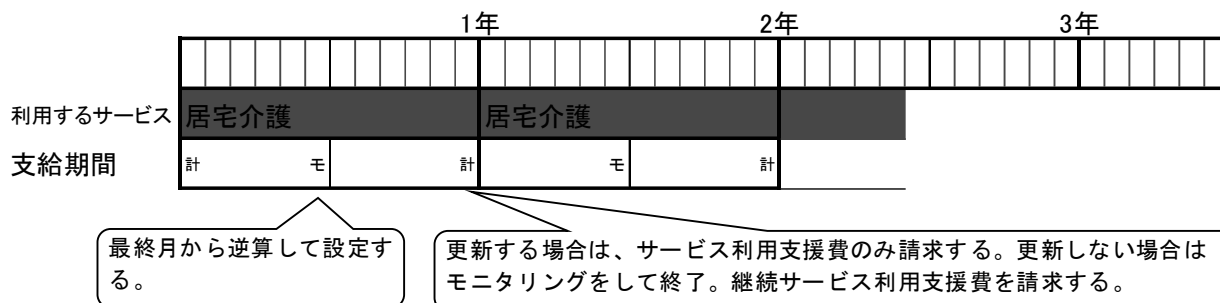 1年 2年 3年
利用するサービス 居宅介護 居宅介護
支給期間 計 モ 計 モ 計
最終月から逆算して設定す
る。
更新する場合は、サービス利用支援費のみ請求する。更新しない場合は
モニタリングをして終了。継続サービス利用支援費を請求する。